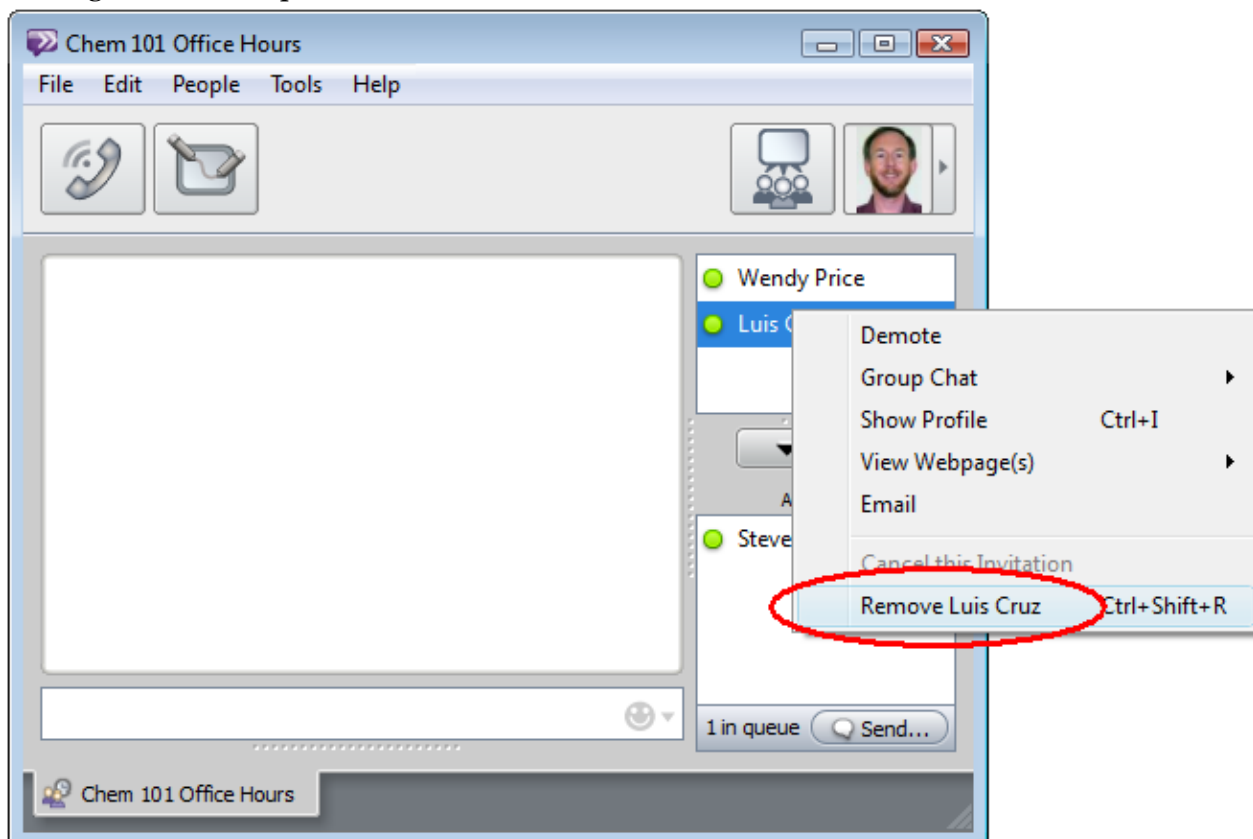 Chem 101 Office Hours
File Edit People Tools Help
Wendy Price
Luis
Demote
Group Chat
Show Profile Ctrl+I
View Webpage(s)
A
Email
Steve
Cancel this Invitation
Remove Luis Cruz Ctrl+Shift+R
1 in queue Send...
Chem 101 Office Hours